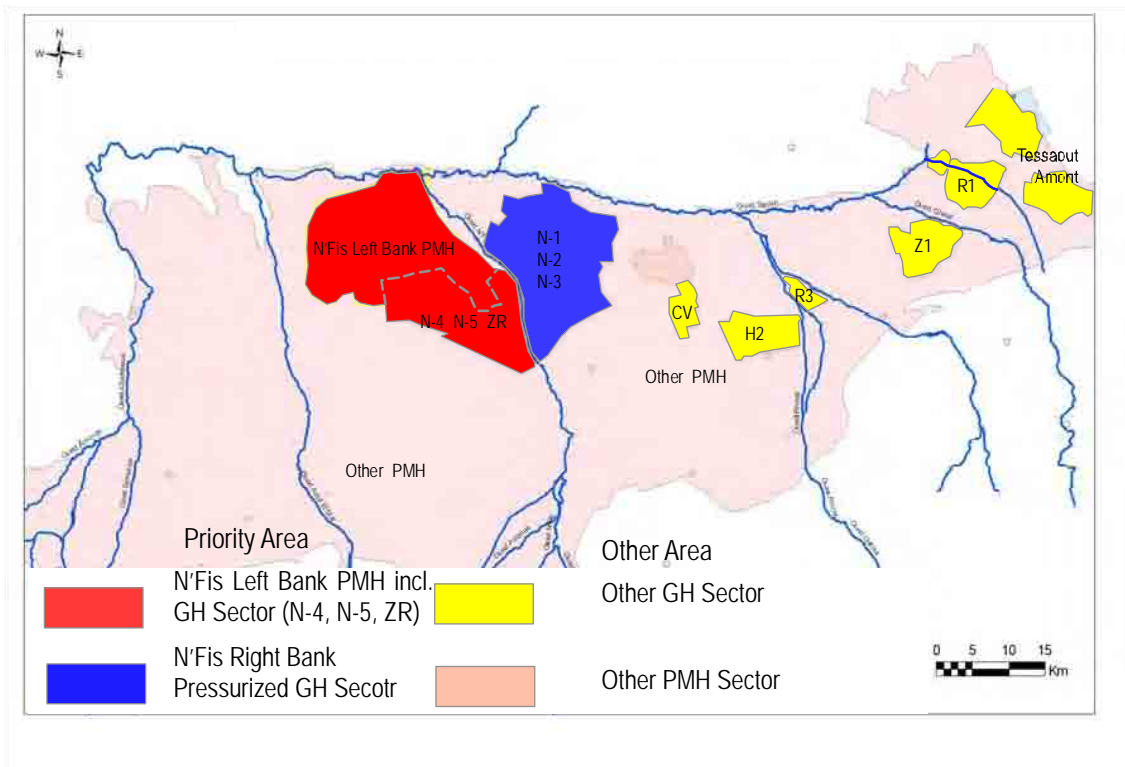 N
W E
S
Tessaout
Amont
R1
Z1
N-1
N-2
N-3
N'Fis Left Bank PMH
N-4 N-5 ZR
R3
CV
H2
Other PMH
Other PMH
Priority Area
Other Area
N'Fis Left Bank PMH incl.
GH Sector (N-4, N-5, ZR)
Other GH Sector
N'Fis Right Bank
Pressurized GH Secotr
Other PMH Sector
0 5 10 15
Km